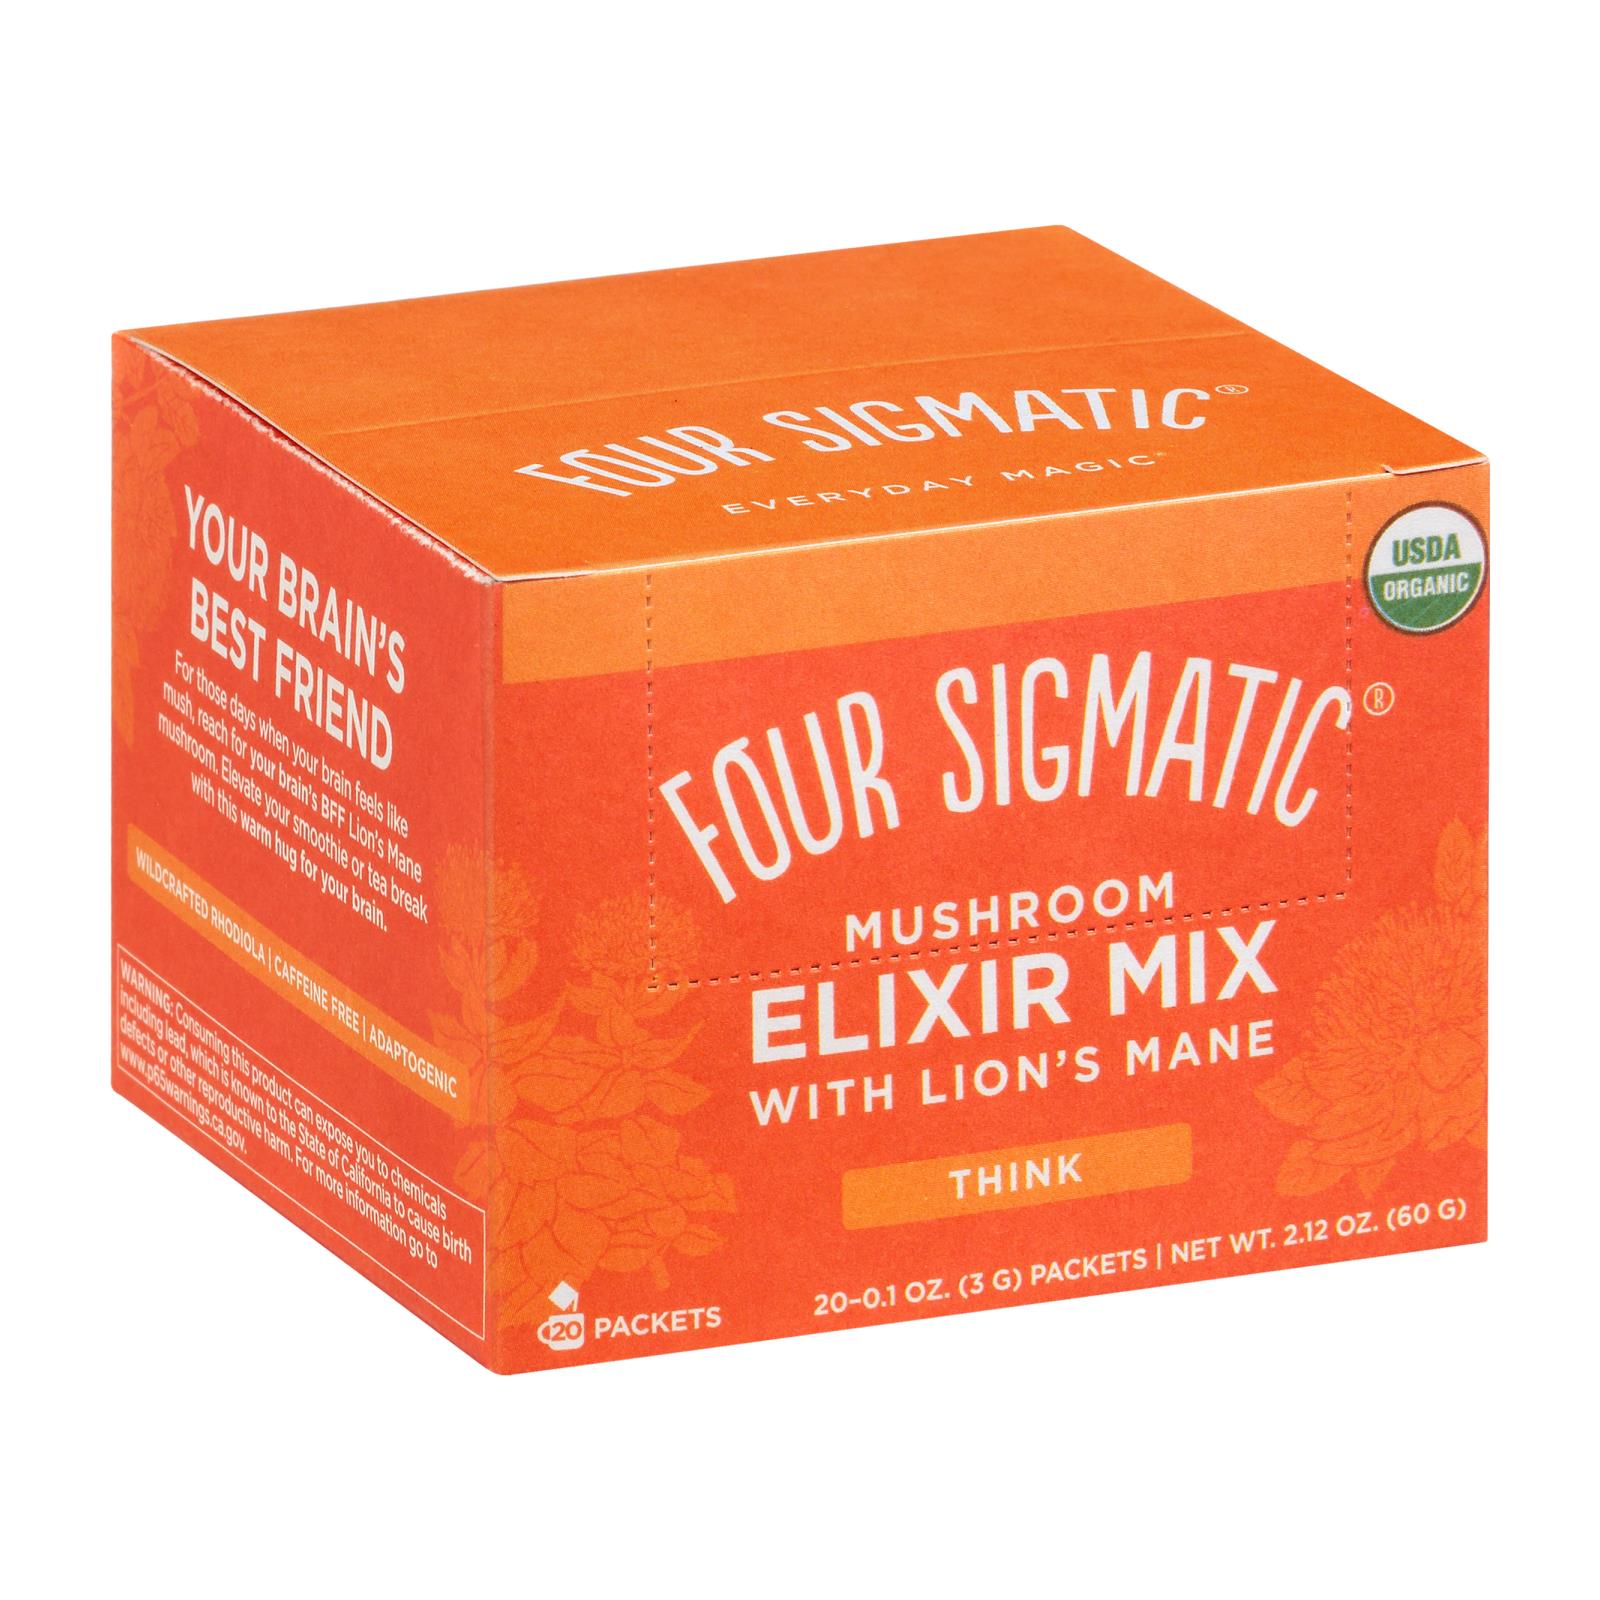 FOUR SIGMATIC®
EVERYDAY MAGIC®
USDA
ORGANIC
FOUR SIGMATIC®
MUSHROOM
ELIXIR MIX
WITH LION'S MANE
THINK
20-0.1 OZ. (3 G) PACKETS | NET WT. 2.12 OZ. (60 G)
20 PACKETS
YOUR BRAIN'S
BEST FRIEND
For those days when your brain feels like
mush, reach for your brain's BFF Lion's Mane
mushroom. Elevate your smoothie or tea break
with this warm hug for your brain.
WILDCRAFTED RHODIOLA | CAFFEINE FREE | ADAPTOGENIC
WARNING: Consuming this product can expose you to chemicals
including lead, which is known to the State of California to cause birth
defects or other reproductive harm. For more information go to
www.p65warnings.ca.gov.